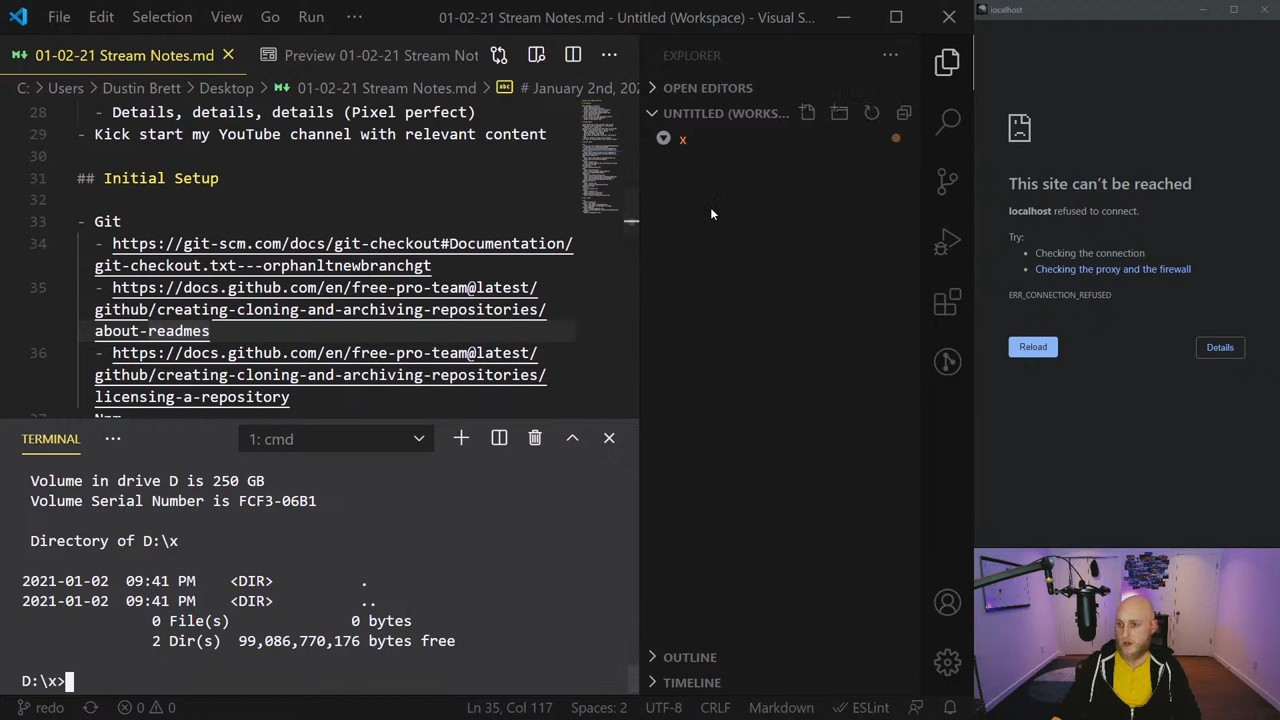 File Edit Selection View Go Run ··· 01-02-21 Stream Notes.md - Untitled (Workspace) - Visual S...
01-02-21 Stream Notes.md Preview 01-02-21 Stream Not ···
C: > Users > Dustin Brett > Desktop > 01-02-21 Stream Notes.md > # January 2nd, 202
28 - Details, details, details (Pixel perfect)
29 - Kick start my YouTube channel with relevant content
30
31 ## Initial Setup
32
33 - Git
34 - https://git-scm.com/docs/git-checkout#Documentation/
git-checkout.txt---orphanltnewbranchgt
35 - https://docs.github.com/en/free-pro-team@latest/
github/creating-cloning-and-archiving-repositories/
about-readmes
36 - https://docs.github.com/en/free-pro-team@latest/
github/creating-cloning-and-archiving-repositories/
licensing-a-repository
TERMINAL ··· 1: cmd
Volume in drive D is 250 GB
Volume Serial Number is FCF3-06B1
Directory of D:\x
2021-01-02 09:41 PM <DIR> .
2021-01-02 09:41 PM <DIR> ..
0 File(s) 0 bytes
2 Dir(s) 99,086,770,176 bytes free
D:\x>
EXPLORER ···
OPEN EDITORS
UNTITLED (WORKS...
x
OUTLINE
TIMELINE
redo 0 0 Ln 35, Col 117 Spaces: 2 UTF-8 CRLF Markdown ESLint
localhost
This site can't be reached
localhost refused to connect.
Try:
• Checking the connection
• Checking the proxy and the firewall
ERR_CONNECTION_REFUSED
Reload Details